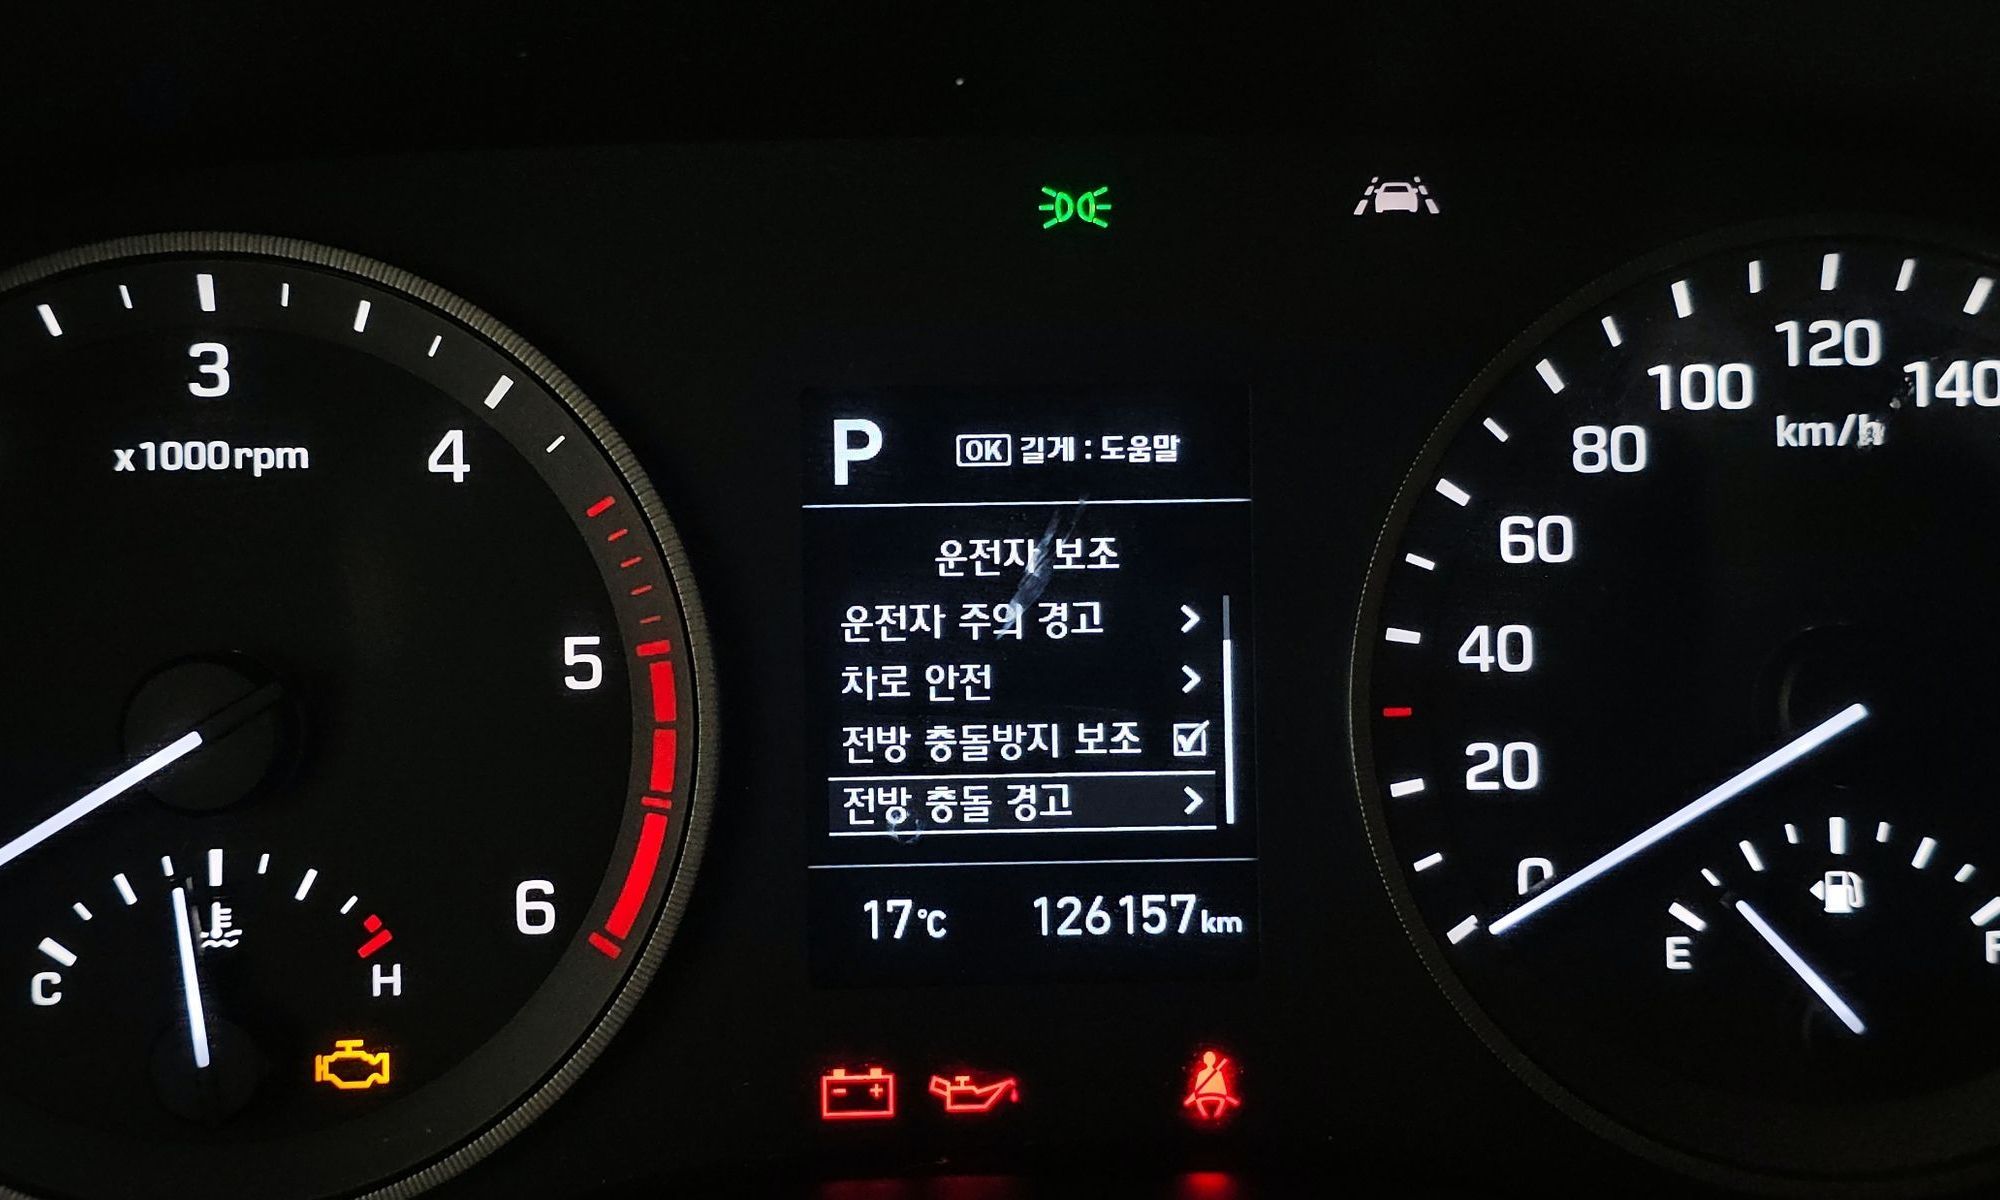 3
4
x1000rpm
5
6
C
H
P
OK 길게 : 도움말
운전자 보조
운전자 주의 경고 >
차로 안전 >
전방 충돌방지 보조
전방 충돌 경고 >
17°C 126157km
120
100
140
km/h
80
60
40
20
0
E
F